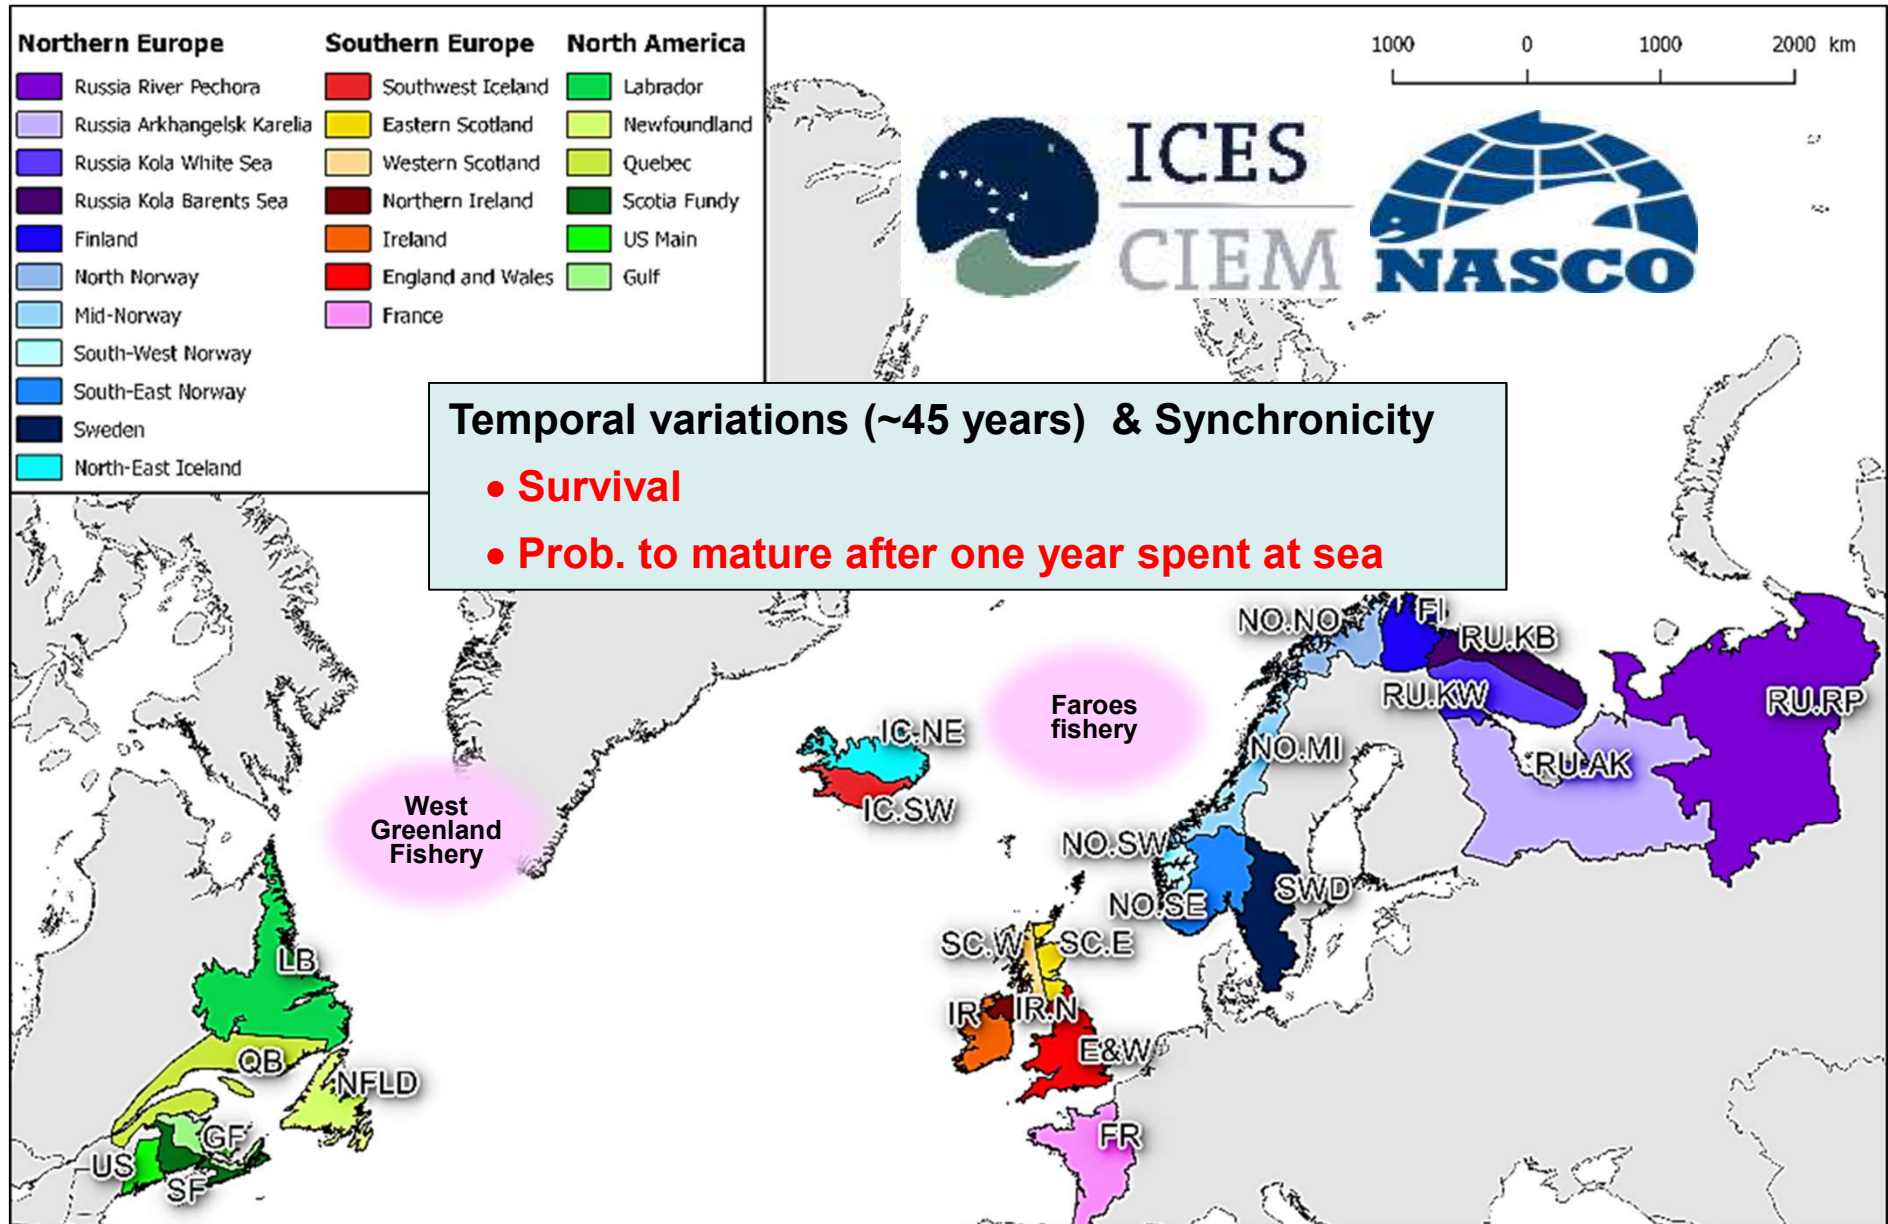 Northern Europe
Russia River Pechora
Russia Arkhangelsk Karelia
Russia Kola White Sea
Russia Kola Barents Sea
Finland
North Norway
Mid-Norway
South-West Norway
South-East Norway
Sweden
North-East Iceland
Southern Europe
Southwest Iceland
Eastern Scotland
Western Scotland
Northern Ireland
Ireland
England and Wales
France
North America
Labrador
Newfoundland
Quebec
Scotia Fundy
US Main
Gulf
1000 0 1000 2000 km
ICES
CIEM
NASCO
Temporal variations (~45 years) & Synchronicity
• Survival
• Prob. to mature after one year spent at sea
NO.NO
FI
RU.KB
RU.KW
RU.RP
RU.AK
Faroes
fishery
IC.NE
IC.SW
NO.MI
West
Greenland
Fishery
NO.SW
NO.SE
SWD
SC.W
SC.E
LB
IR
IR.N
E&W
QB
NFLD
GF
US
SF
FR